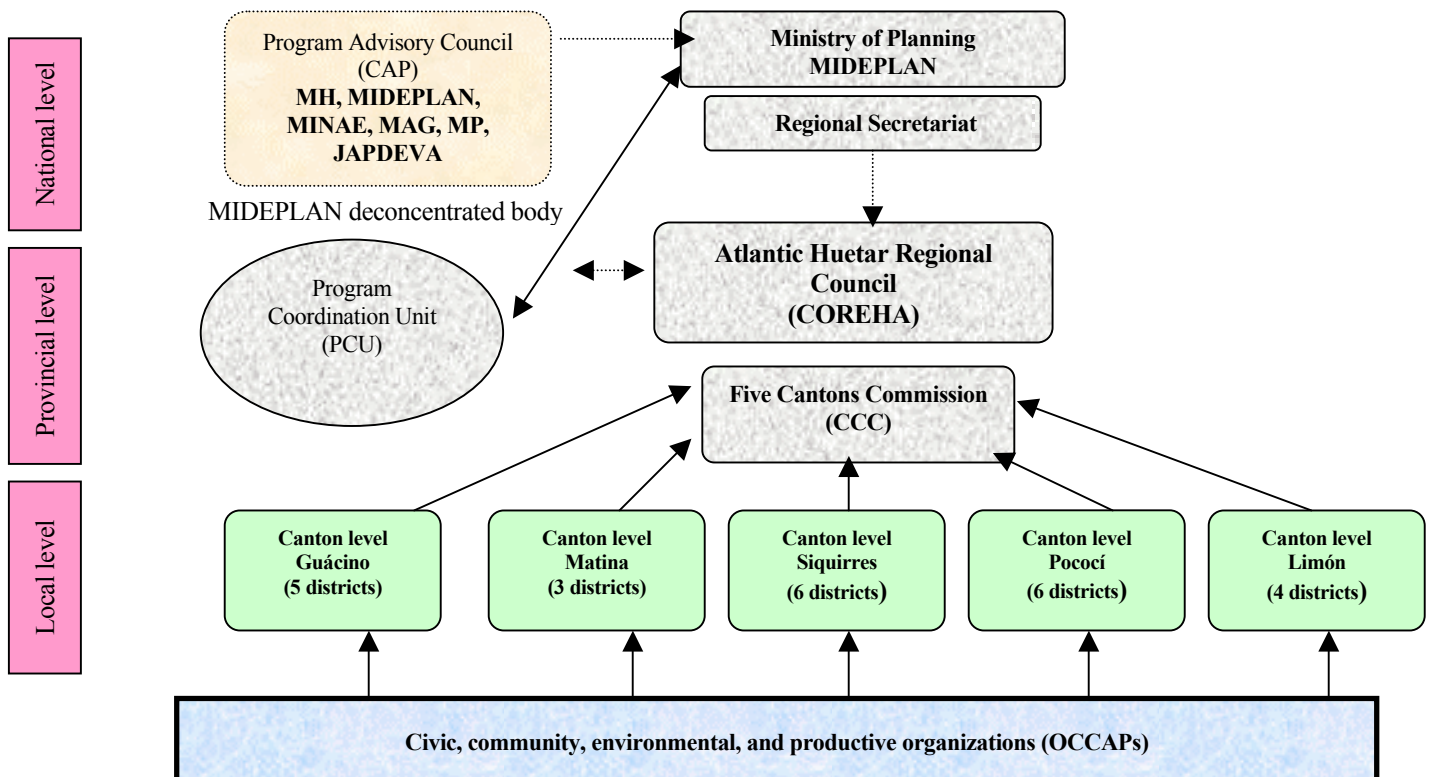 National level
Program Advisory Council
(CAP)
MH, MIDEPLAN,
MINAE, MAG, MP,
JAPDEVA
Ministry of Planning
MIDEPLAN
Regional Secretariat
MIDEPLAN deconcentrated body
Provincial level
Program
Coordination Unit
(PCU)
Atlantic Huetar Regional
Council
(COREHA)
Five Cantons Commission
(CCC)
Local level
Canton level
Guácino
(5 districts)
Canton level
Matina
(3 districts)
Canton level
Siquirres
(6 districts)
Canton level
Pococí
(6 districts)
Canton level
Limón
(4 districts)
Civic, community, environmental, and productive organizations (OCCAPs)